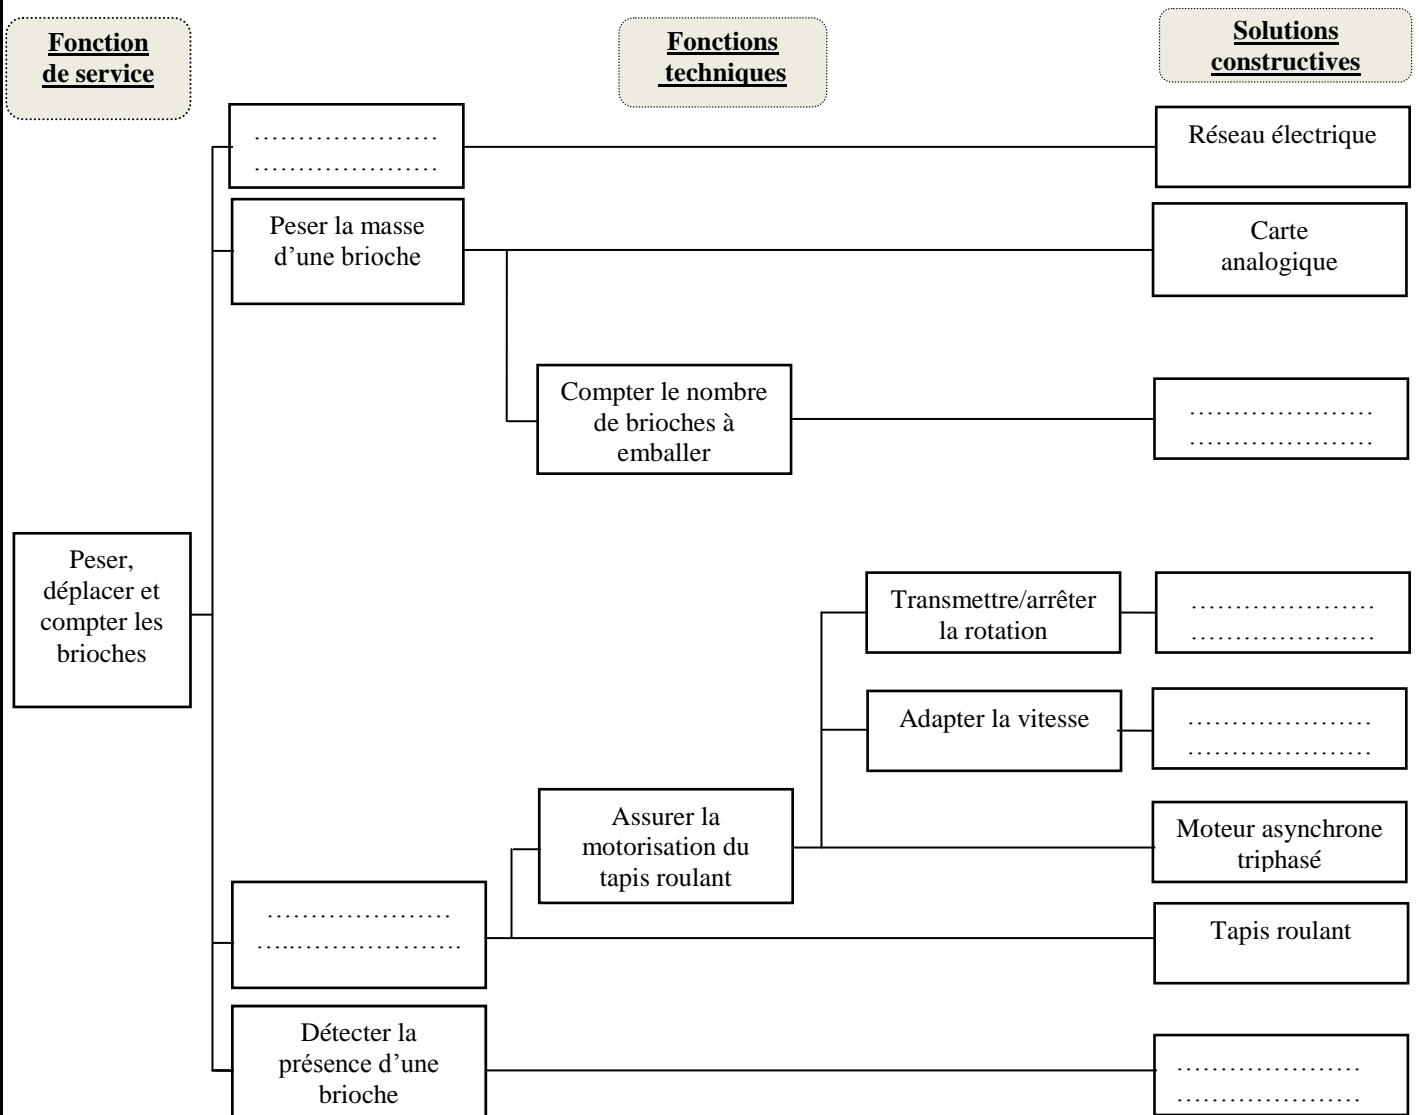 Fonction
de service
Fonctions
techniques
Solutions
constructives
…………………
…………………
Réseau électrique
Peser la masse
d’une brioche
Carte
analogique
Compter le nombre
de brioches à
emballer
…………………
…………………
Peser,
déplacer et
compter les
brioches
Transmettre/arrêter
la rotation
…………………
…………………
Adapter la vitesse
…………………
…………………
Assurer la
motorisation du
tapis roulant
Moteur asynchrone
triphasé
…………………
…..……………….
Tapis roulant
Détecter la
présence d’une
brioche
…………………
…………………